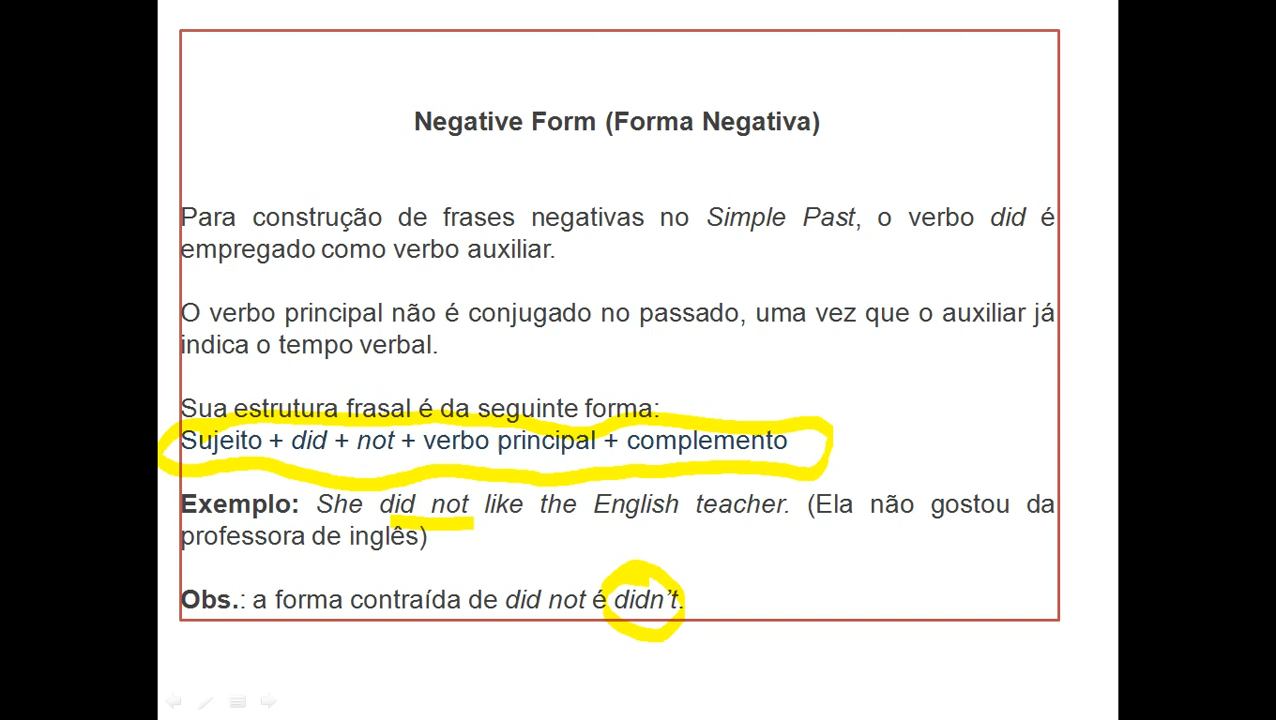 Negative Form (Forma Negativa)
Para construção de frases negativas no Simple Past, o verbo did é
empregado como verbo auxiliar.
O verbo principal não é conjugado no passado, uma vez que o auxiliar já
indica o tempo verbal.
Sua estrutura frasal é da seguinte forma:
Sujeito + did + not + verbo principal + complemento
Exemplo: She did not like the English teacher. (Ela não gostou da
professora de inglês)
Obs.: a forma contraída de did not é didn’t.